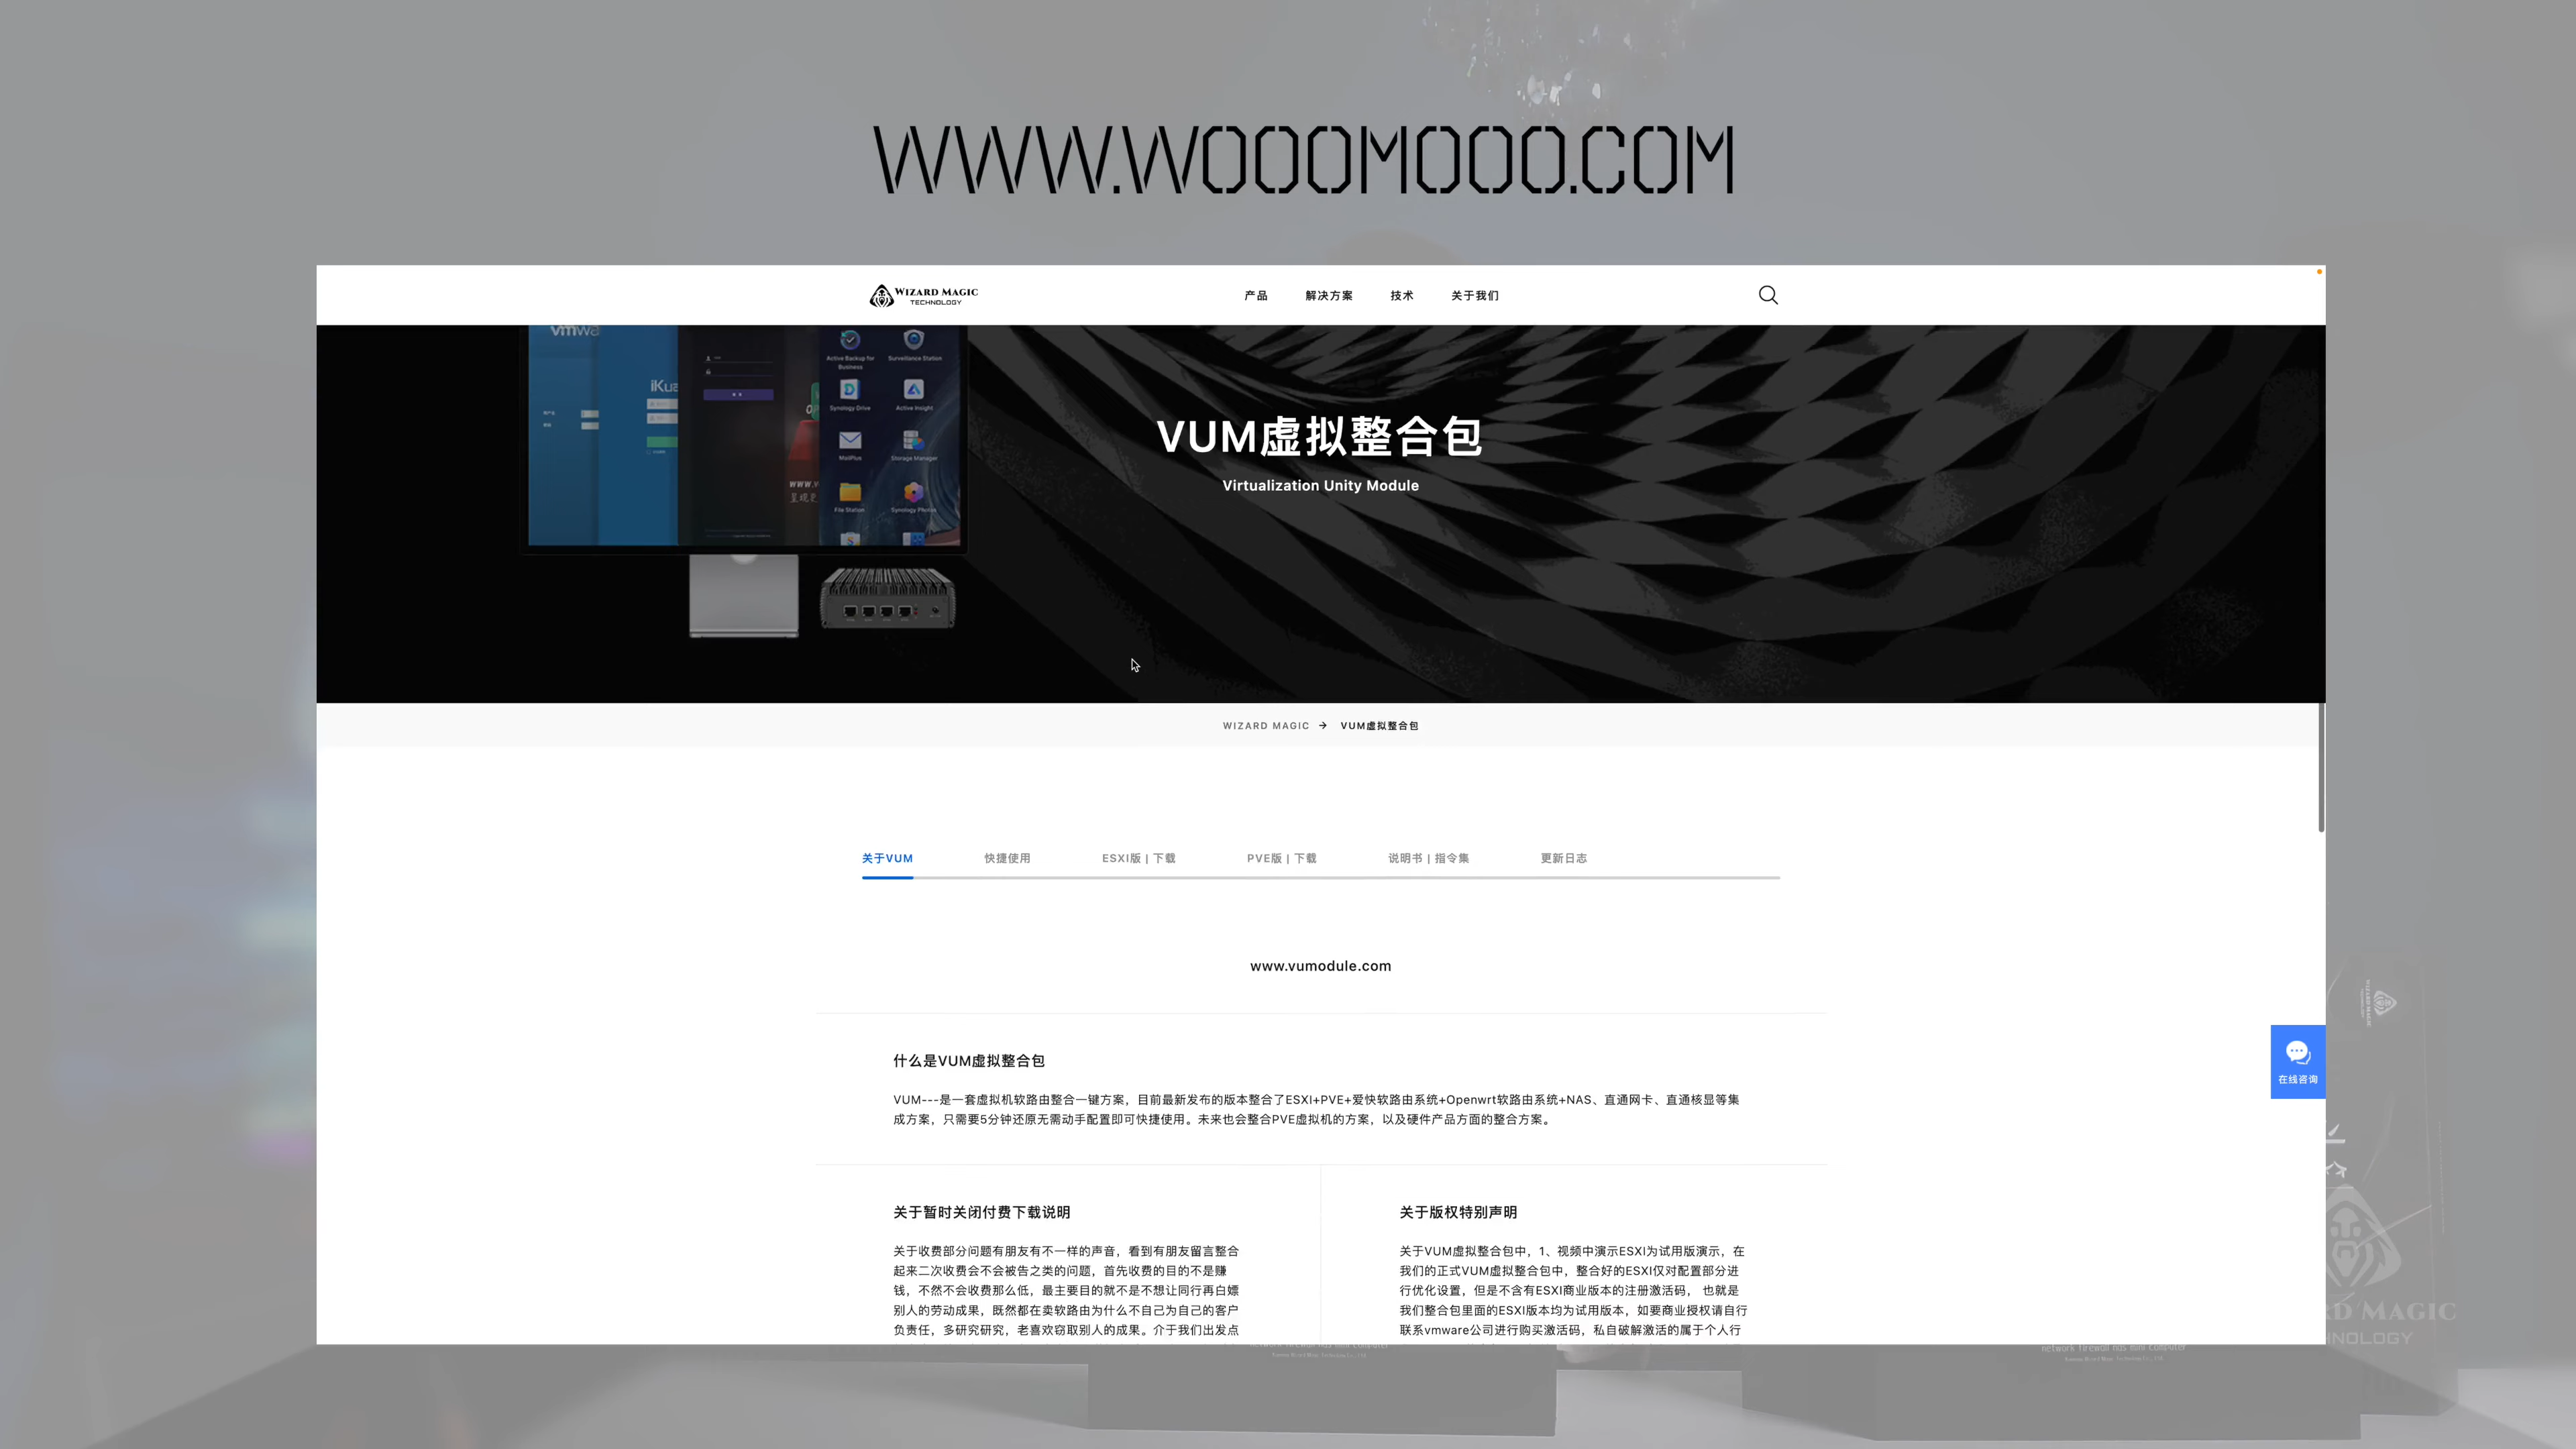 WWW.WOOOMOOO.COM
WIZARD MAGIC
TECHNOLOGY
产品
解决方案
技术
关于我们
Active Backup for
Business
Surveillance Station
Synology Drive
Active Insight
MailPlus
Storage Manager
File Station
Synology Photos
VUM虚拟整合包
Virtualization Unity Module
WIZARD MAGIC → VUM虚拟整合包
关于VUM
快捷使用
ESXI版 | 下载
PVE版 | 下载
说明书 | 指令集
更新日志
www.vumodule.com
什么是VUM虚拟整合包
VUM---是一套虚拟机软路由整合一键方案，目前最新发布的版本整合了ESXI+PVE+爱快软路由系统+Openwrt软路由系统+NAS、直通网卡、直通核显等集
成方案，只需要5分钟还原无需动手配置即可快捷使用。未来也会整合PVE虚拟机的方案，以及硬件产品方面的整合方案。
在线咨询
关于暂时关闭付费下载说明
关于收费部分问题有朋友有不一样的声音，看到有朋友留言整合
起来二次收费会不会被告之类的问题，首先收费的目的不是赚
钱，不然不会收费那么低，最主要目的就不是不想让同行再白嫖
别人的劳动成果，既然都在卖软路由为什么不自己为自己的客户
负责任，多研究研究，老喜欢窃取别人的成果。介于我们出发点
关于版权特别声明
关于VUM虚拟整合包中，1、视频中演示ESXI为试用版演示，在
我们的正式VUM虚拟整合包中，整合好的ESXI仅对配置部分进
行优化设置，但是不含有ESXI商业版本的注册激活码， 也就是
我们整合包里面的ESXI版本均为试用版本，如要商业授权请自行
联系vmware公司进行购买激活码，私自破解激活的属于个人行
network firewall nas mini computer